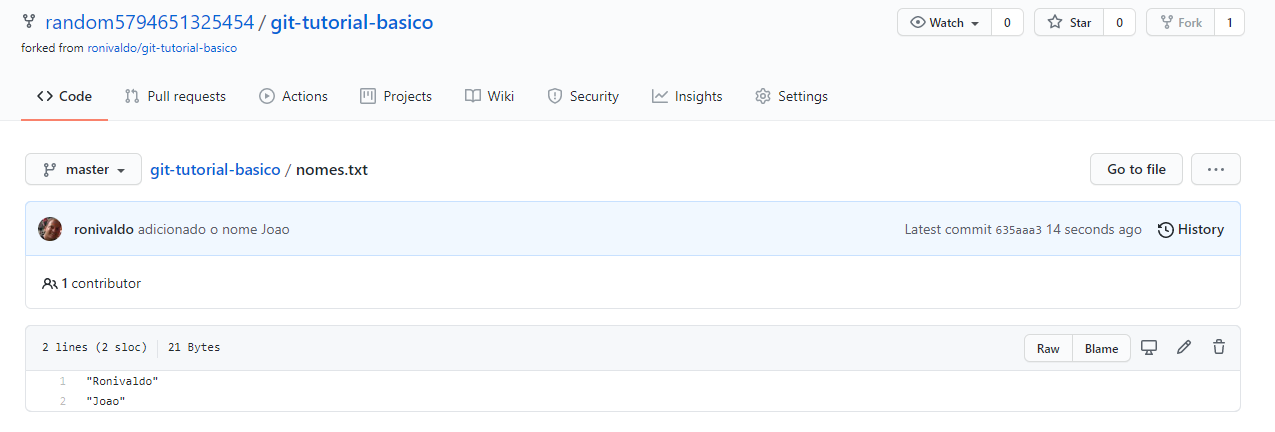 random5794651325454 / git-tutorial-basico
Watch 0 Star 0 Fork 1
forked from ronivaldo/git-tutorial-basico
Code Pull requests Actions Projects Wiki Security Insights Settings
master git-tutorial-basico / nomes.txt Go to file ...
ronivaldo adicionado o nome Joao Latest commit 635aaa3 14 seconds ago History
1 contributor
2 lines (2 sloc) 21 Bytes Raw Blame
1 "Ronivaldo"
2 "Joao"